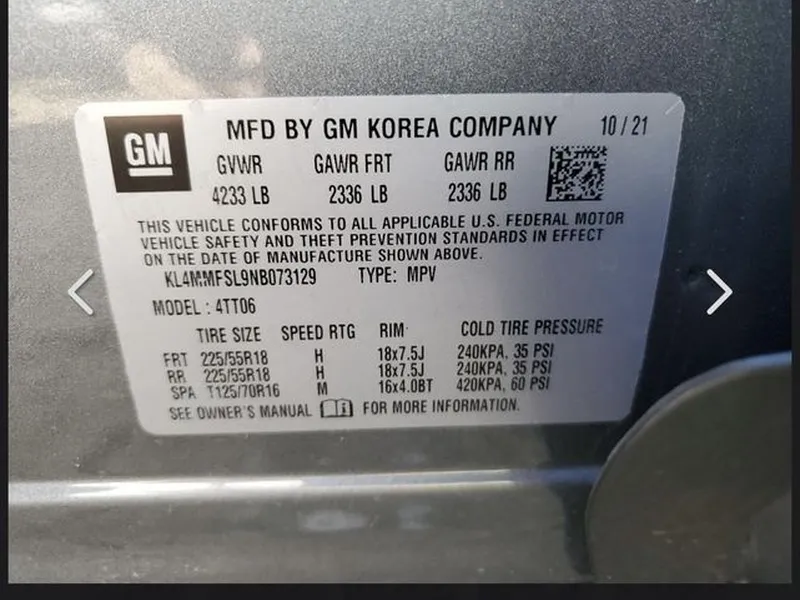 GM
MFD BY GM KOREA COMPANY 10/21
GVWR GAWR FRT GAWR RR
4233 LB 2336 LB 2336 LB
THIS VEHICLE CONFORMS TO ALL APPLICABLE U.S. FEDERAL MOTOR
VEHICLE SAFETY AND THEFT PREVENTION STANDARDS IN EFFECT
ON THE DATE OF MANUFACTURE SHOWN ABOVE.
KL4MMFSL9NB073129 TYPE: MPV
MODEL : 4TT06
TIRE SIZE SPEED RTG RIM COLD TIRE PRESSURE
FRT 225/55R18 H 18x7.5J 240KPA, 35 PSI
RR 225/55R18 H 18x7.5J 240KPA, 35 PSI
SPA T125/70R16 M 16x4.0BT 420KPA, 60 PSI
SEE OWNER'S MANUAL FOR MORE INFORMATION.